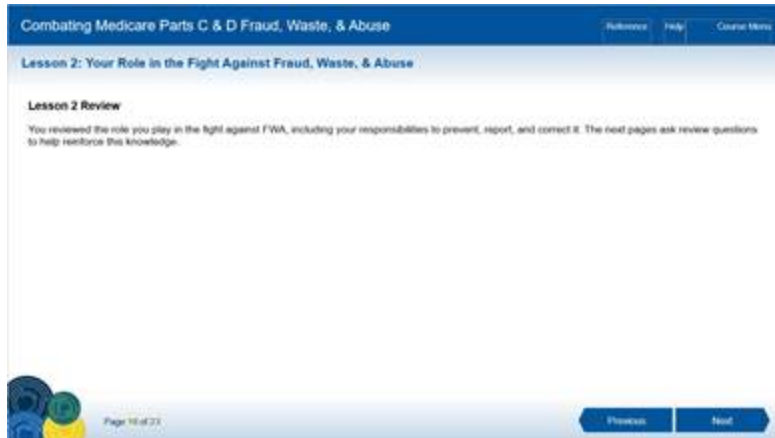 Combating Medicare Parts C & D Fraud, Waste, & Abuse
Reference Help Course Menu
Lesson 2: Your Role in the Fight Against Fraud, Waste, & Abuse
Lesson 2 Review
You reviewed the role you play in the fight against FWA, including your responsibilities to prevent, report, and correct it. The next pages ask review questions
to help reinforce this knowledge.
Page of 23
Previous Next